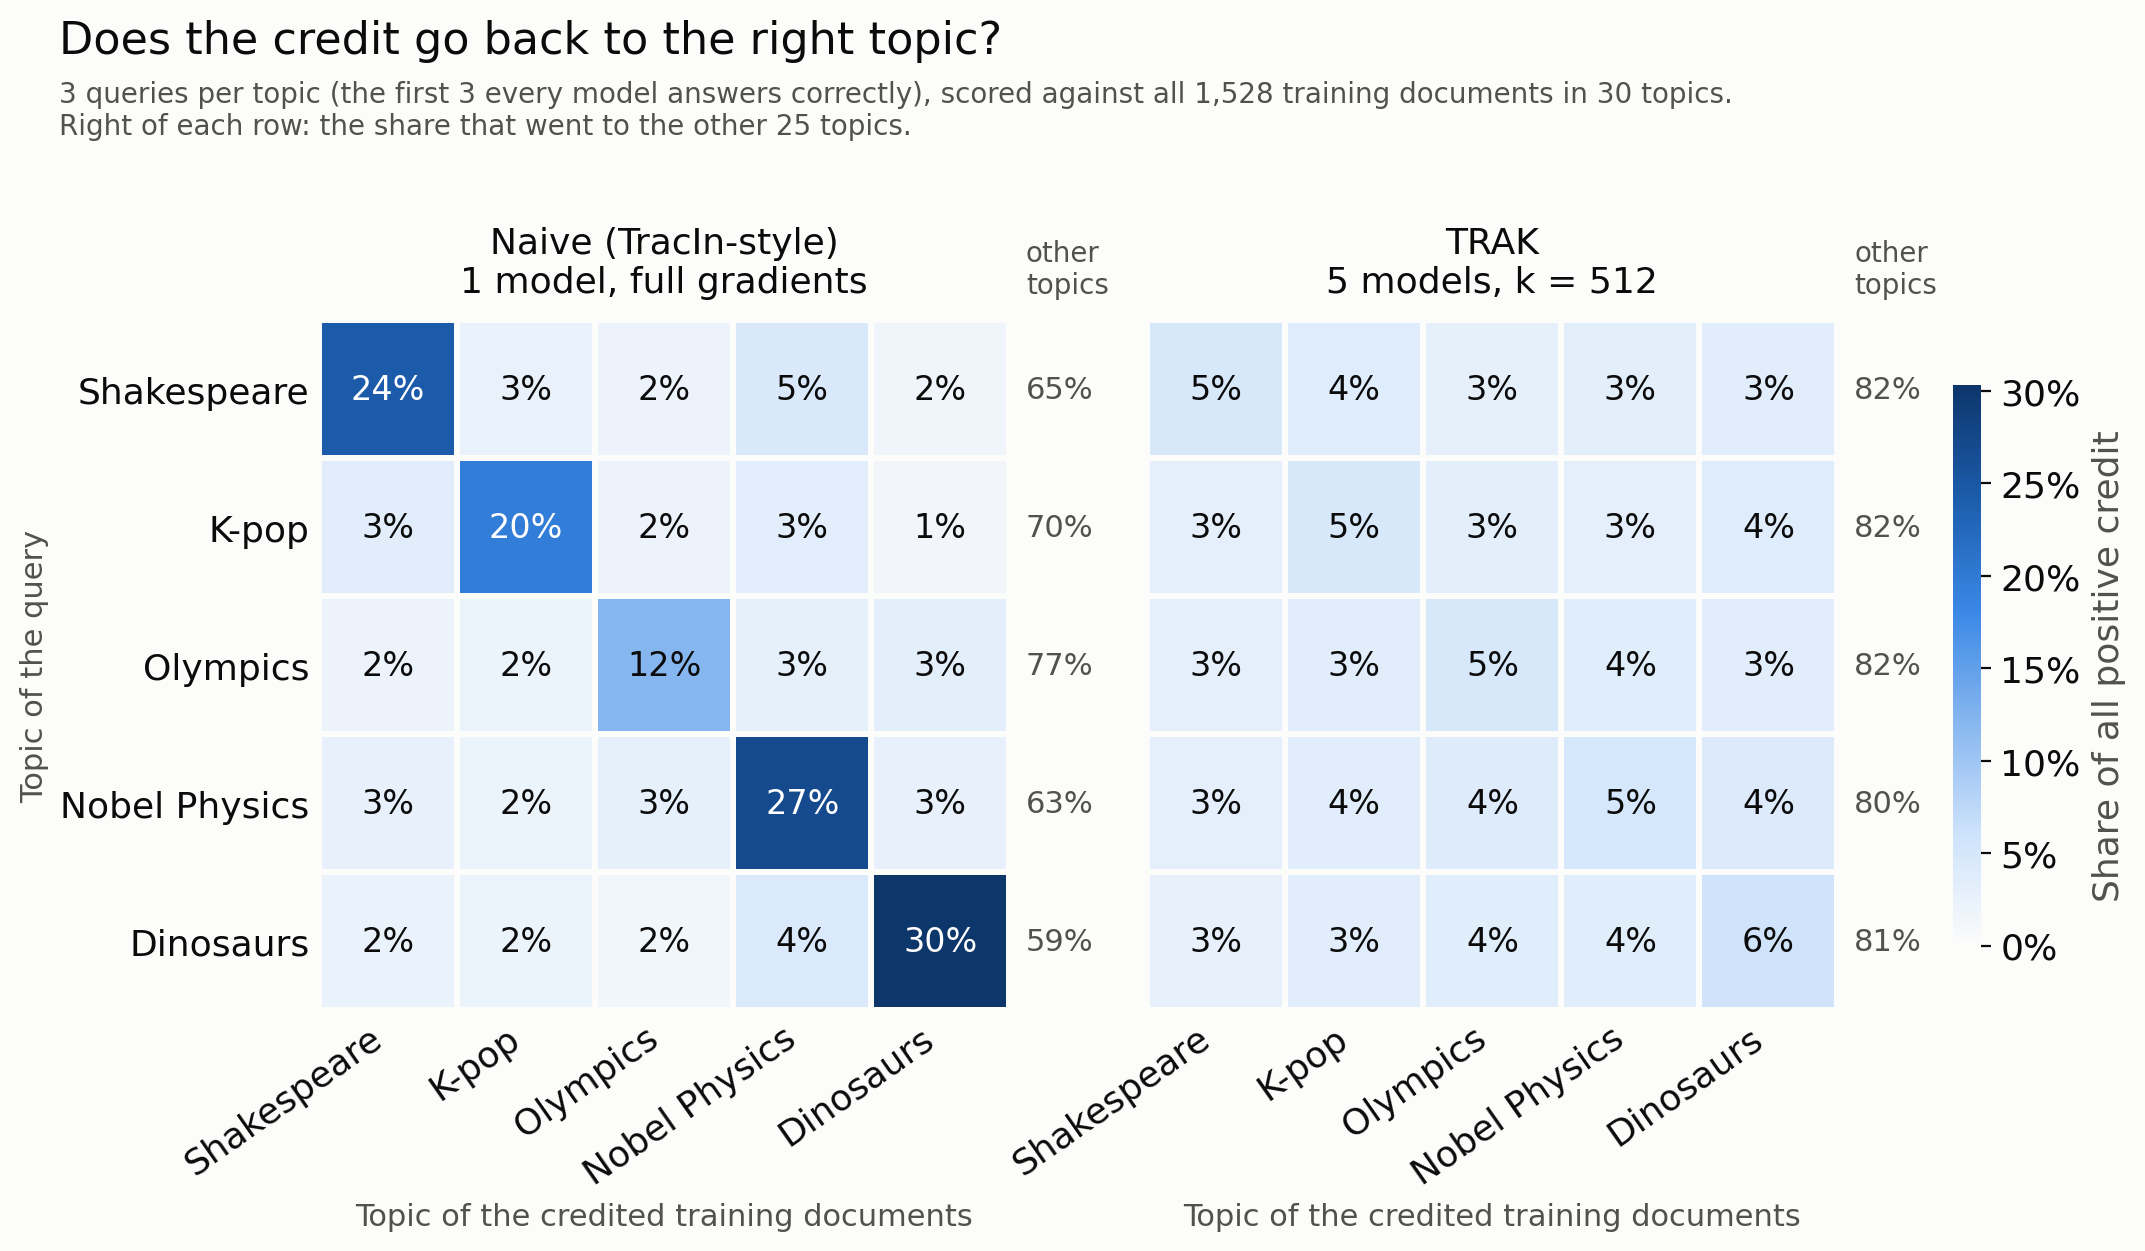 Does the credit go back to the right topic?
3 queries per topic (the first 3 every model answers correctly), scored against all 1,528 training documents in 30 topics.
Right of each row: the share that went to the other 25 topics.
Naive (TracIn-style)
1 model, full gradients
other
topics
TRAK
5 models, k = 512
other
topics
Topic of the query
Shakespeare 24% 3% 2% 5% 2% 65%
K-pop 3% 20% 2% 3% 1% 70%
Olympics 2% 2% 12% 3% 3% 77%
Nobel Physics 3% 2% 3% 27% 3% 63%
Dinosaurs 2% 2% 2% 4% 30% 59%
Shakespeare K-pop Olympics Nobel Physics Dinosaurs
Topic of the credited training documents
5% 4% 3% 3% 3% 82%
3% 5% 3% 3% 4% 82%
3% 3% 5% 4% 3% 82%
3% 4% 4% 5% 4% 80%
3% 3% 4% 4% 6% 81%
Shakespeare K-pop Olympics Nobel Physics Dinosaurs
Topic of the credited training documents
30%
25%
20%
15%
10%
5%
0%
Share of all positive credit